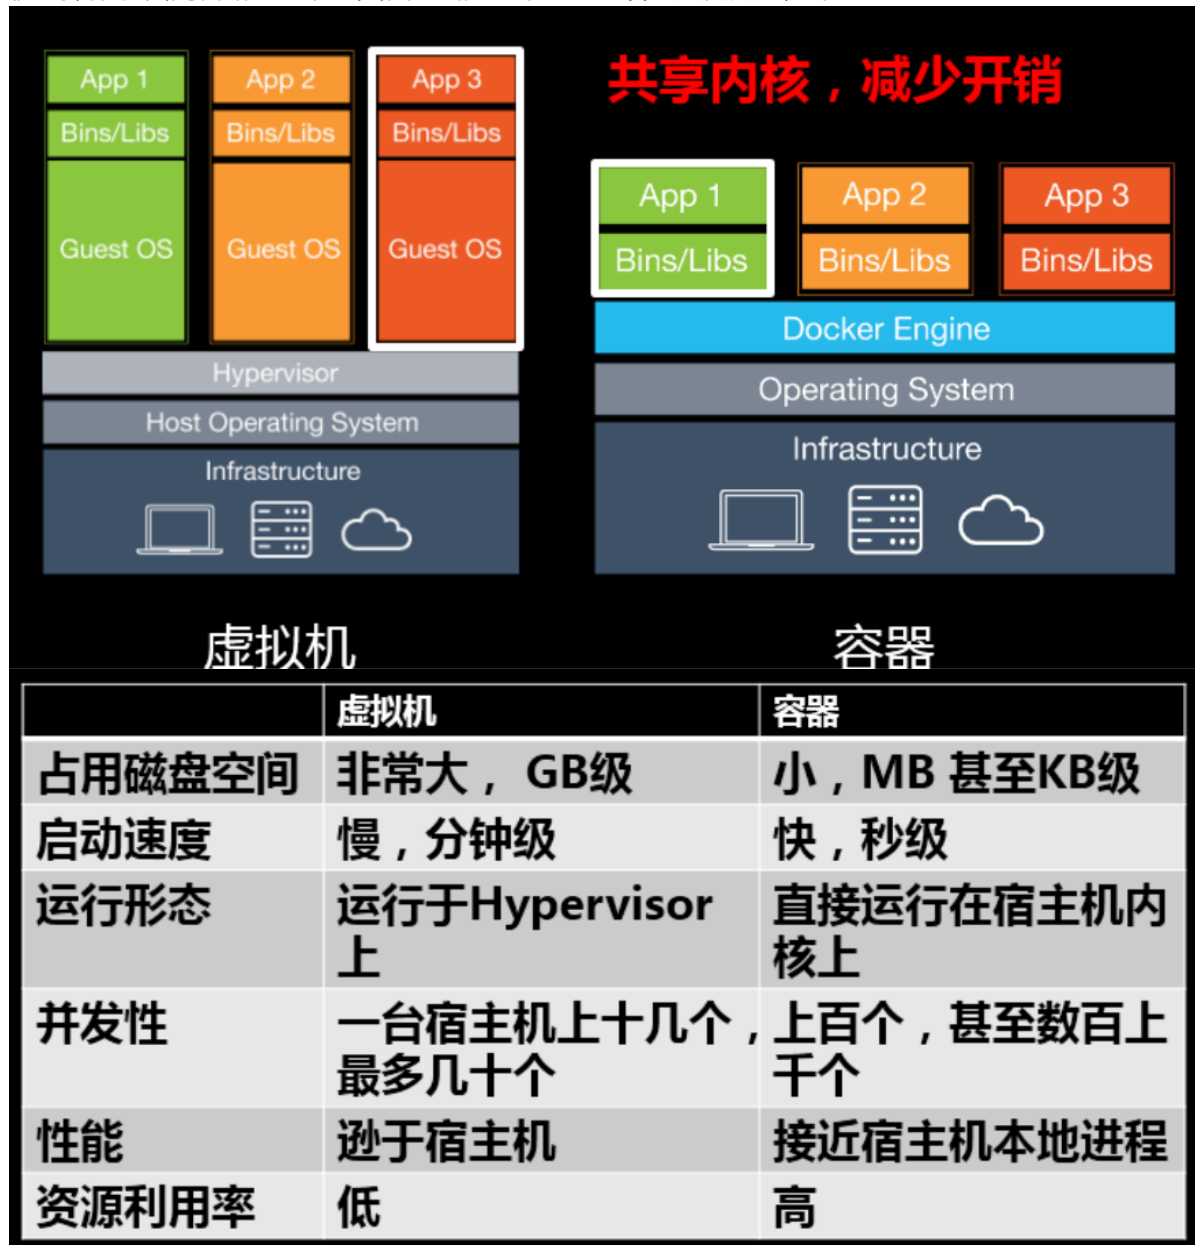 App 1
App 2
App 3
Bins/Libs
Bins/Libs
Bins/Libs
Guest OS
Guest OS
Guest OS
Hypervisor
Host Operating System
Infrastructure
虚拟机
共享内核，减少开销
App 1
App 2
App 3
Bins/Libs
Bins/Libs
Bins/Libs
Docker Engine
Operating System
Infrastructure
容器
虚拟机
容器
占用磁盘空间
非常大， GB级
小，MB 甚至KB级
启动速度
慢，分钟级
快，秒级
运行形态
运行于Hypervisor
上
直接运行在宿主机内
核上
并发性
一台宿主机上十几个，
最多几十个
上百个，甚至数百上
千个
性能
逊于宿主机
接近宿主机本地进程
资源利用率
低
高